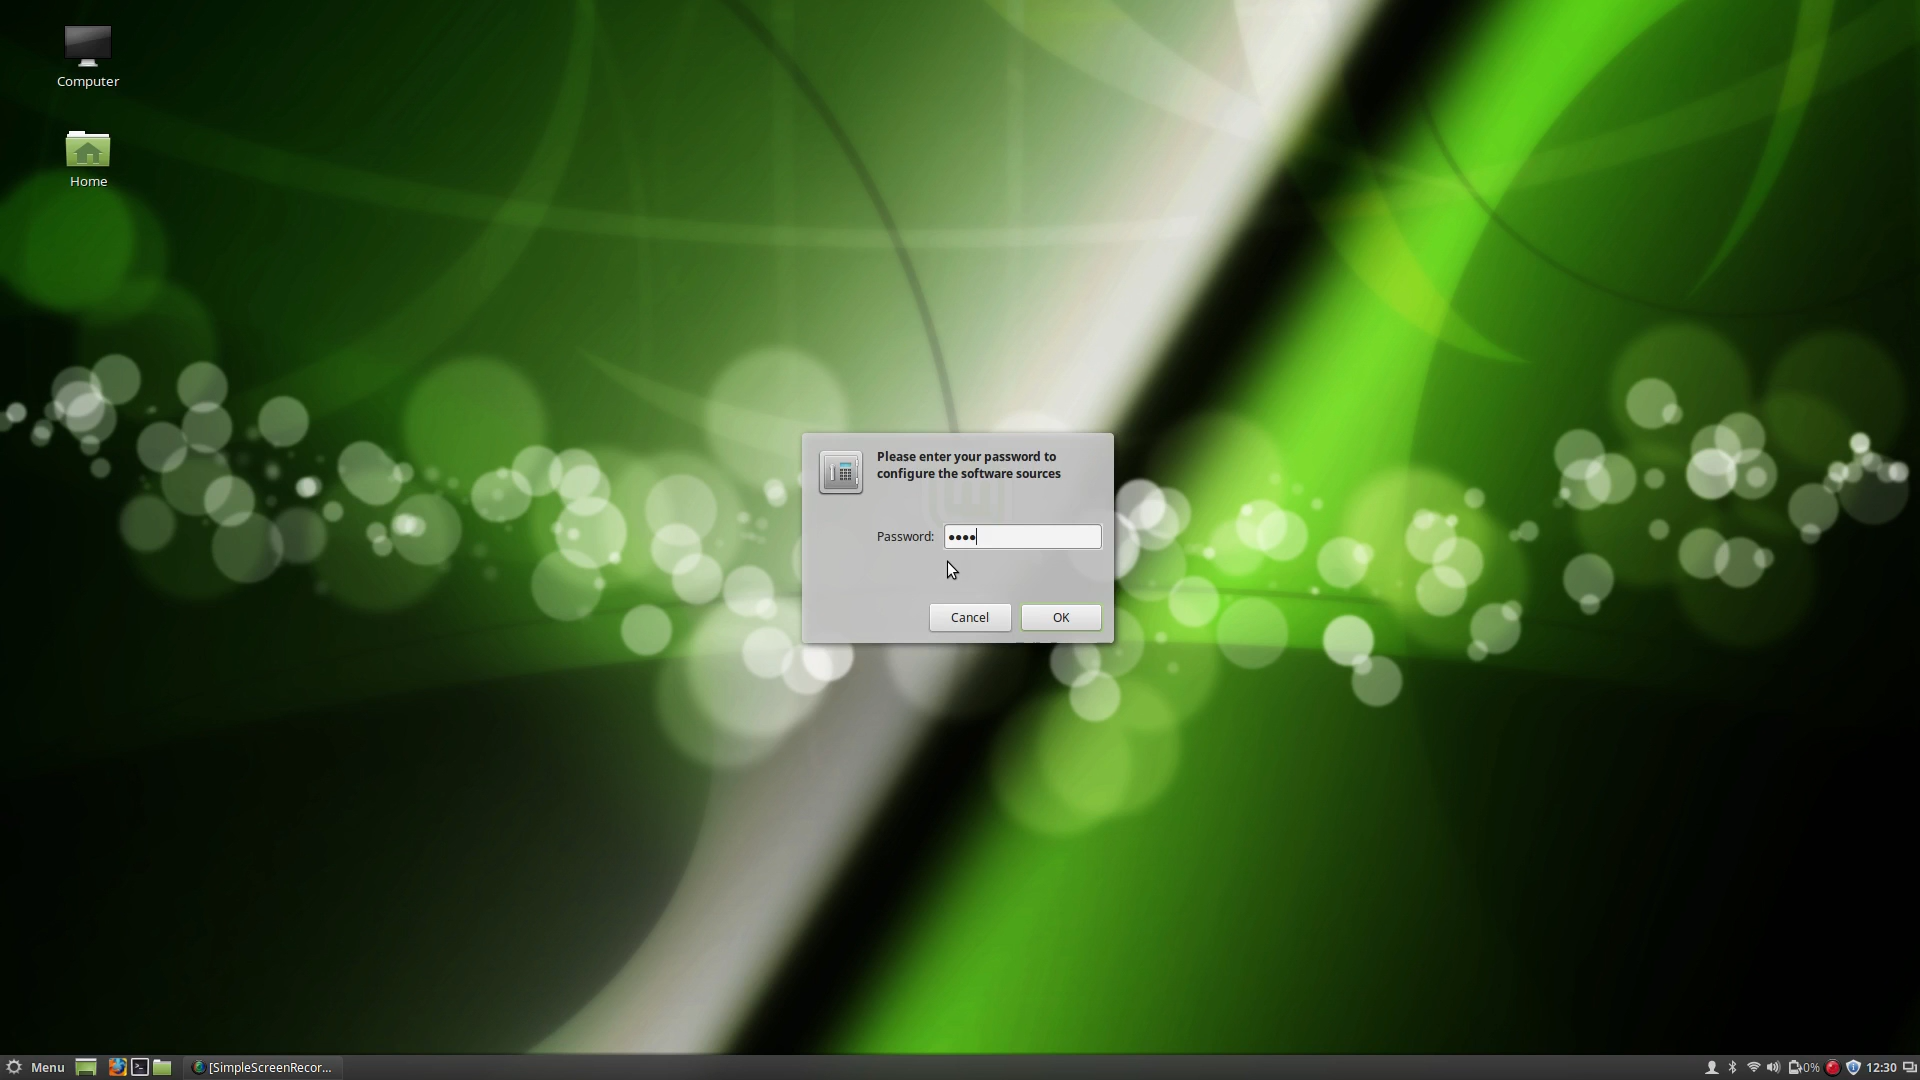 Computer
Home
Please enter your password to
configure the software sources
Password: ●●●●
Cancel OK
Menu [SimpleScreenRecor... 0% 12:30